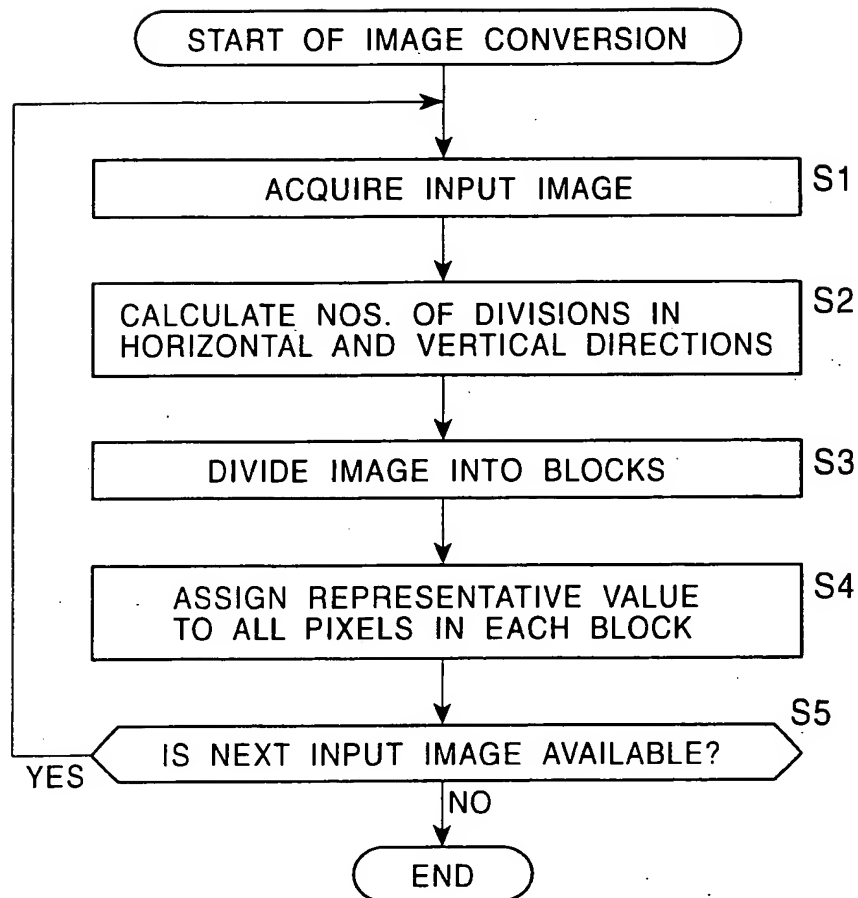 START OF IMAGE CONVERSION
ACQUIRE INPUT IMAGE
S1
CALCULATE NOS. OF DIVISIONS IN
HORIZONTAL AND VERTICAL DIRECTIONS
S2
DIVIDE IMAGE INTO BLOCKS
S3
ASSIGN REPRESENTATIVE VALUE
TO ALL PIXELS IN EACH BLOCK
S4
IS NEXT INPUT IMAGE AVAILABLE?
S5
YES
NO
END